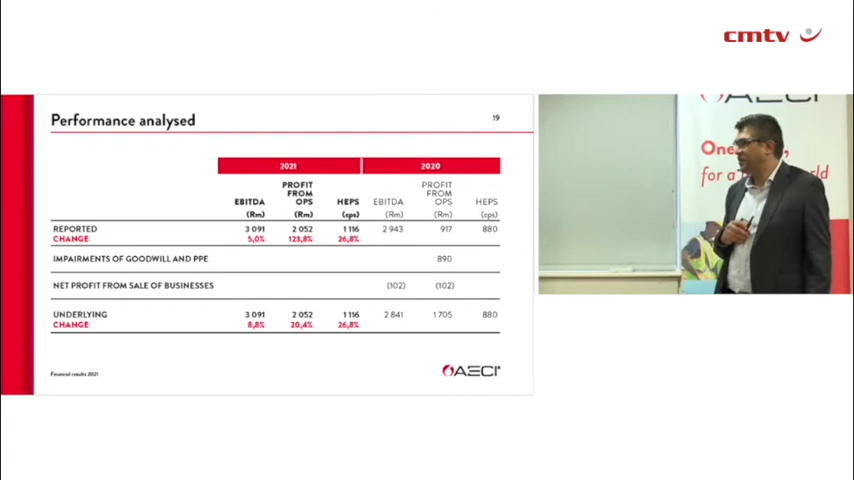 cmtv
Performance analysed
19
2021 2020
EBITDA PROFIT FROM OPS HEPS EBITDA PROFIT FROM OPS HEPS
(Rm) (Rm) (cps) (Rm) (Rm) (cps)
REPORTED 3 091 2 052 1 116 2 943 917 880
CHANGE 5,0% 123,8% 26,8%
IMPAIRMENTS OF GOODWILL AND PPE 890
NET PROFIT FROM SALE OF BUSINESSES (102) (102)
UNDERLYING 3 091 2 052 1 116 2 841 1 705 880
CHANGE 8,8% 20,4% 26,8%
Financial results 2021
AECI
AECI
One
for a